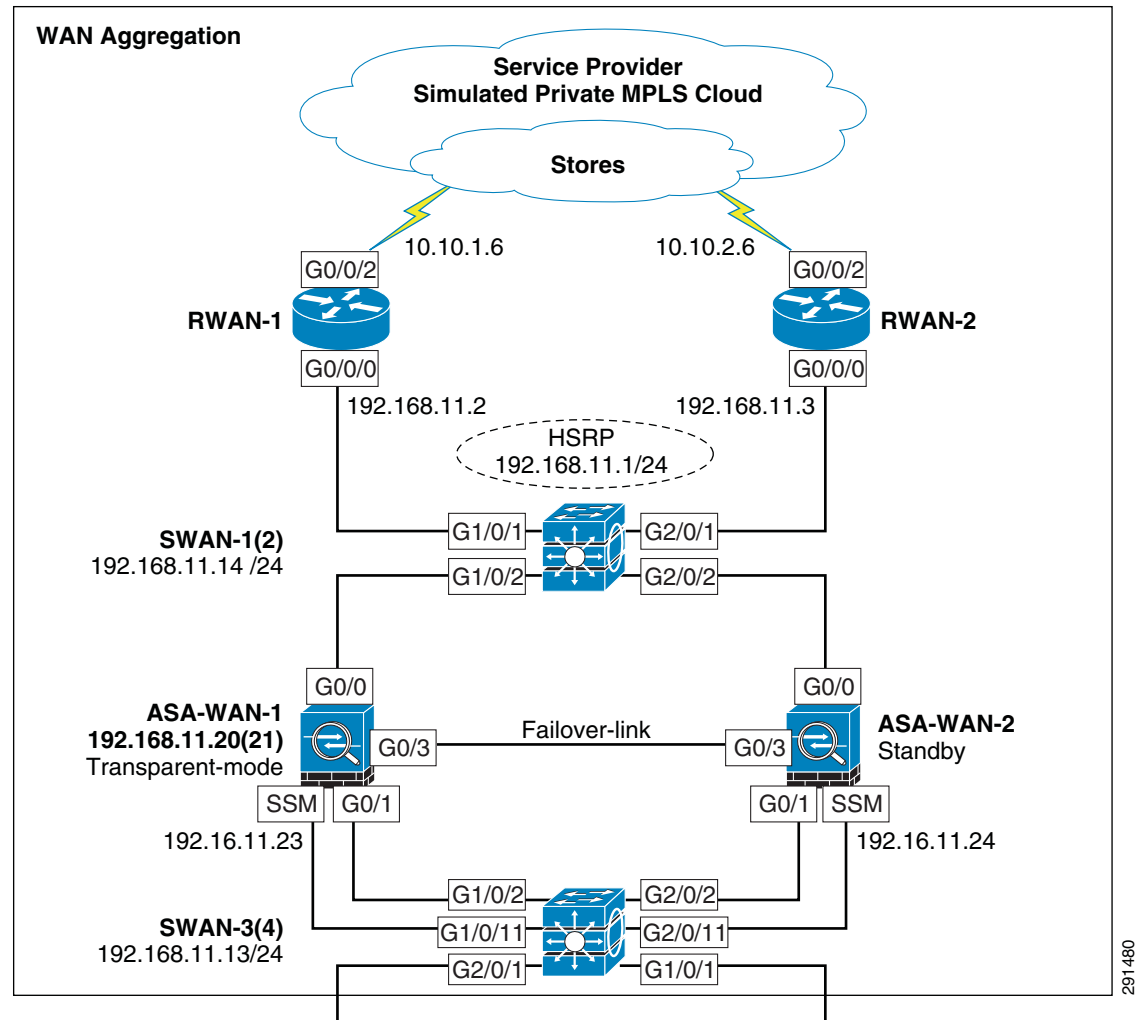 WAN Aggregation
Service Provider
Simulated Private MPLS Cloud
Stores
10.10.1.6
10.10.2.6
G0/0/2
G0/0/2
RWAN-1
RWAN-2
G0/0/0
G0/0/0
192.168.11.2
192.168.11.3
HSRP
192.168.11.1/24
G1/0/1
G2/0/1
SWAN-1(2)
192.168.11.14 /24
G1/0/2
G2/0/2
G0/0
G0/0
ASA-WAN-1
192.168.11.20(21)
Transparent-mode
G0/3
Failover-link
G0/3
ASA-WAN-2
Standby
SSM
G0/1
G0/1
SSM
192.16.11.23
192.16.11.24
G1/0/2
G2/0/2
SWAN-3(4)
192.168.11.13/24
G1/0/11
G2/0/11
G2/0/1
G1/0/1
291480